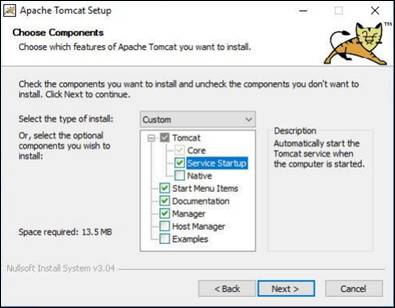 Apache Tomcat Setup
Choose Components
Choose which features of Apache Tomcat you want to install.
Check the components you want to install and uncheck the components you don't want to
install. Click Next to continue.
Select the type of install:
Custom
Or, select the optional
components you wish to
install:
Tomcat
Core
Service Startup
Native
Start Menu Items
Documentation
Manager
Host Manager
Examples
Description
Automatically start the
Tomcat service when
the computer is started.
Space required: 13.5 MB
Nullsoft Install System v3.04
< Back
Next >
Cancel